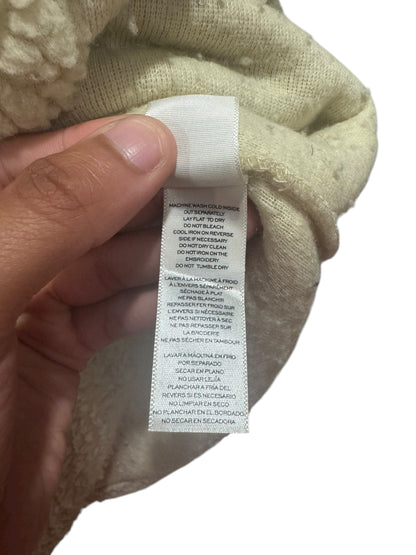 MACHINE WASH COLD INSIDE
OUT SEPARATELY
LAY FLAT TO DRY
DO NOT BLEACH
COOL IRON ON REVERSE
SIDE IF NECESSARY
DO NOT DRY CLEAN
DO NOT IRON ON THE
EMBROIDERY
DO NOT TUMBLE DRY
LAVER À LA MACHINE À FROID
À L'ENVERS SÉPARÉMENT
SÉCHAGE À PLAT
NE PAS BLANCHIR
REPASSER FER FROID SUR
L'ENVERS SI NÉCESSAIRE
NE PAS NETTOYER À SEC
NE PAS REPASSER SUR
LA BRODERIE
NE PAS SÉCHER EN TAMBOUR
LAVAR A MAQUINA EN FRIO
POR SEPARADO
SECAR EN PLANO
NO USAR LEJÍA
PLANCHAR A FRÍA DEL
REVERS SI ES NECESARIO
NO LIMPIAR EN SECO
NO PLANCHAR EN EL BORDADO
NO SECAR EN SECADORA